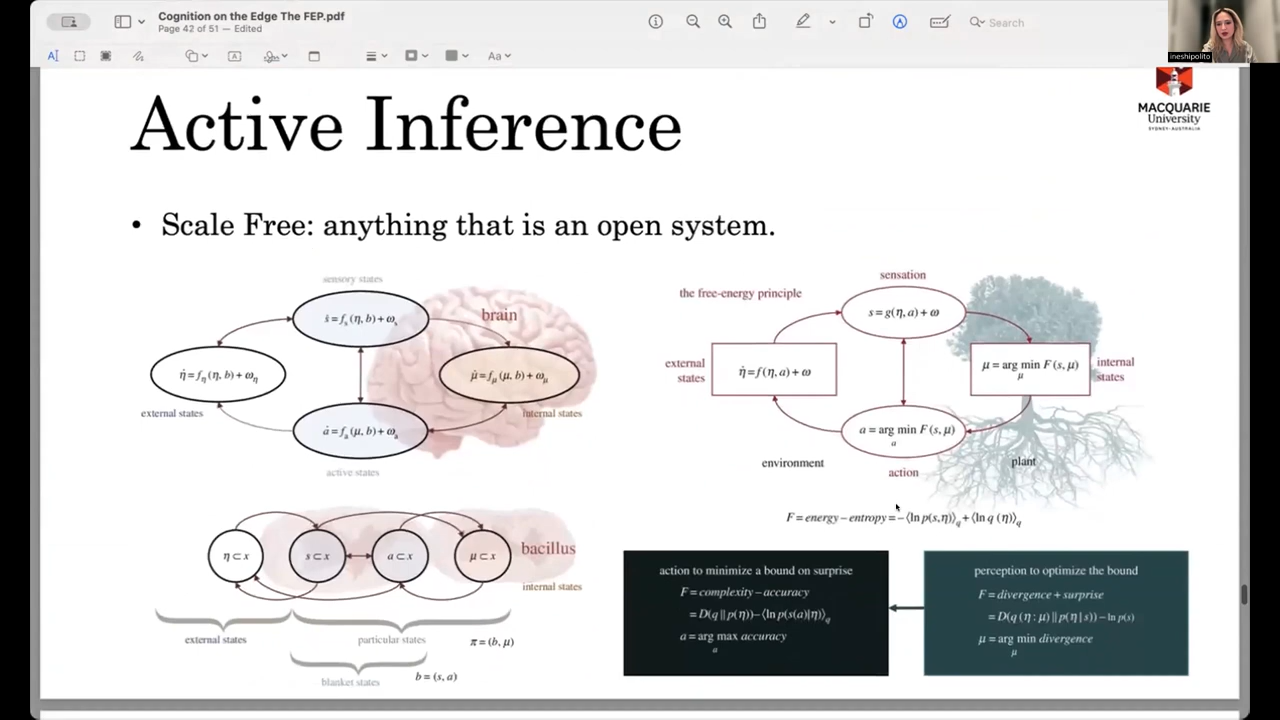 Cognition on the Edge The FEP.pdf
Page 42 of 51 — Edited
Search
Aa
ineshipolito
MACQUARIE
University
SYDNEY·AUSTRALIA
Active Inference
• Scale Free: anything that is an open system.
sensory states
ṡ = fₛ (η, b) + ωₛ
brain
η̇ = f_η (η, b) + ω_η
μ̇ = f_μ (μ, b) + ω_μ
external states
internal states
ȧ = fₐ (μ, b) + ωₐ
active states
η ⊂ x
s ⊂ x
a ⊂ x
μ ⊂ x
bacillus
internal states
external states
particular states
π = (b, μ)
blanket states
b = (s, a)
sensation
the free-energy principle
s = g(η, a) + ω
external
states
η̇ = f(η, a) + ω
μ = arg min F (s, μ)
μ
internal
states
a = arg min F (s, μ)
a
environment
action
plant
F = energy – entropy = – ⟨ln p(s,η)⟩_q + ⟨ln q (η)⟩_q
action to minimize a bound on surprise
F = complexity – accuracy
= D(q || p(η)) – ⟨ln p(s(a)|η)⟩_q
a = arg max accuracy
a
perception to optimize the bound
F = divergence + surprise
= D(q (η : μ) || p(η | s)) – ln p(s)
μ = arg min divergence
μ